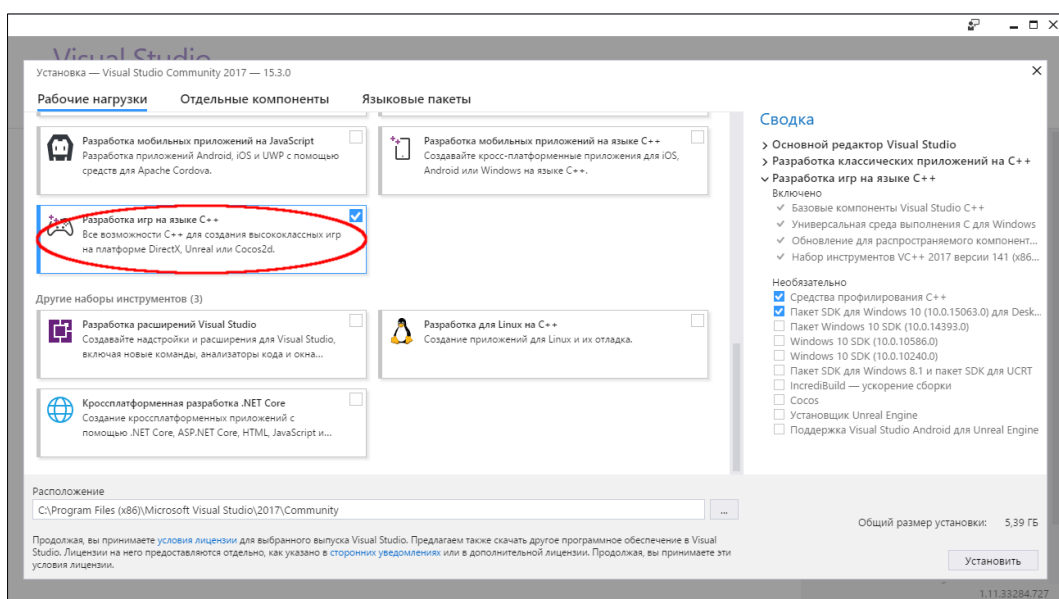 Visual Studio
Установка — Visual Studio Community 2017 — 15.3.0
Рабочие нагрузки
Отдельные компоненты
Языковые пакеты
Разработка мобильных приложений на JavaScript
Разработка приложений Android, iOS и UWP с помощью
средств для Apache Cordova.
Разработка мобильных приложений на языке C++
Создавайте кросс-платформенные приложения для iOS,
Android или Windows на языке C++.
Разработка игр на языке C++
Все возможности C++ для создания высококлассных игр
на платформе DirectX, Unreal или Cocos2d.
Другие наборы инструментов (3)
Разработка расширений Visual Studio
Создавайте надстройки и расширения для Visual Studio,
включая новые команды, анализаторы кода и окна...
Разработка для Linux на C++
Создание приложений для Linux и их отладка.
Кроссплатформенная разработка .NET Core
Создание кроссплатформенных приложений с
помощью .NET Core, ASP.NET Core, HTML, JavaScript и...
Сводка
Основной редактор Visual Studio
Разработка классических приложений на C++
Разработка игр на языке C++
Включено
Базовые компоненты Visual Studio C++
Универсальная среда выполнения C для Windows
Обновление для распространяемого компонент...
Набор инструментов VC++ 2017 версии 141 (x86...
Необязательно
Средства профилирования C++
Пакет SDK для Windows 10 (10.0.15063.0) для Desk...
Пакет Windows 10 SDK (10.0.14393.0)
Windows 10 SDK (10.0.10586.0)
Windows 10 SDK (10.0.10240.0)
Пакет SDK для Windows 8.1 и пакет SDK для UCRT
IncrediBuild — ускорение сборки
Cocos
Установщик Unreal Engine
Поддержка Visual Studio Android для Unreal Engine
Расположение
C:\Program Files (x86)\Microsoft Visual Studio\2017\Community
...
Продолжая, вы принимаете условия лицензии для выбранного выпуска Visual Studio. Предлагаем также скачать другое программное обеспечение в Visual
Studio. Лицензии на него предоставляются отдельно, как указано в сторонних уведомлениях или в дополнительной лицензии. Продолжая, вы принимаете эти
условия лицензии.
Общий размер установки: 5,39 ГБ
Установить
1.11.33284.727